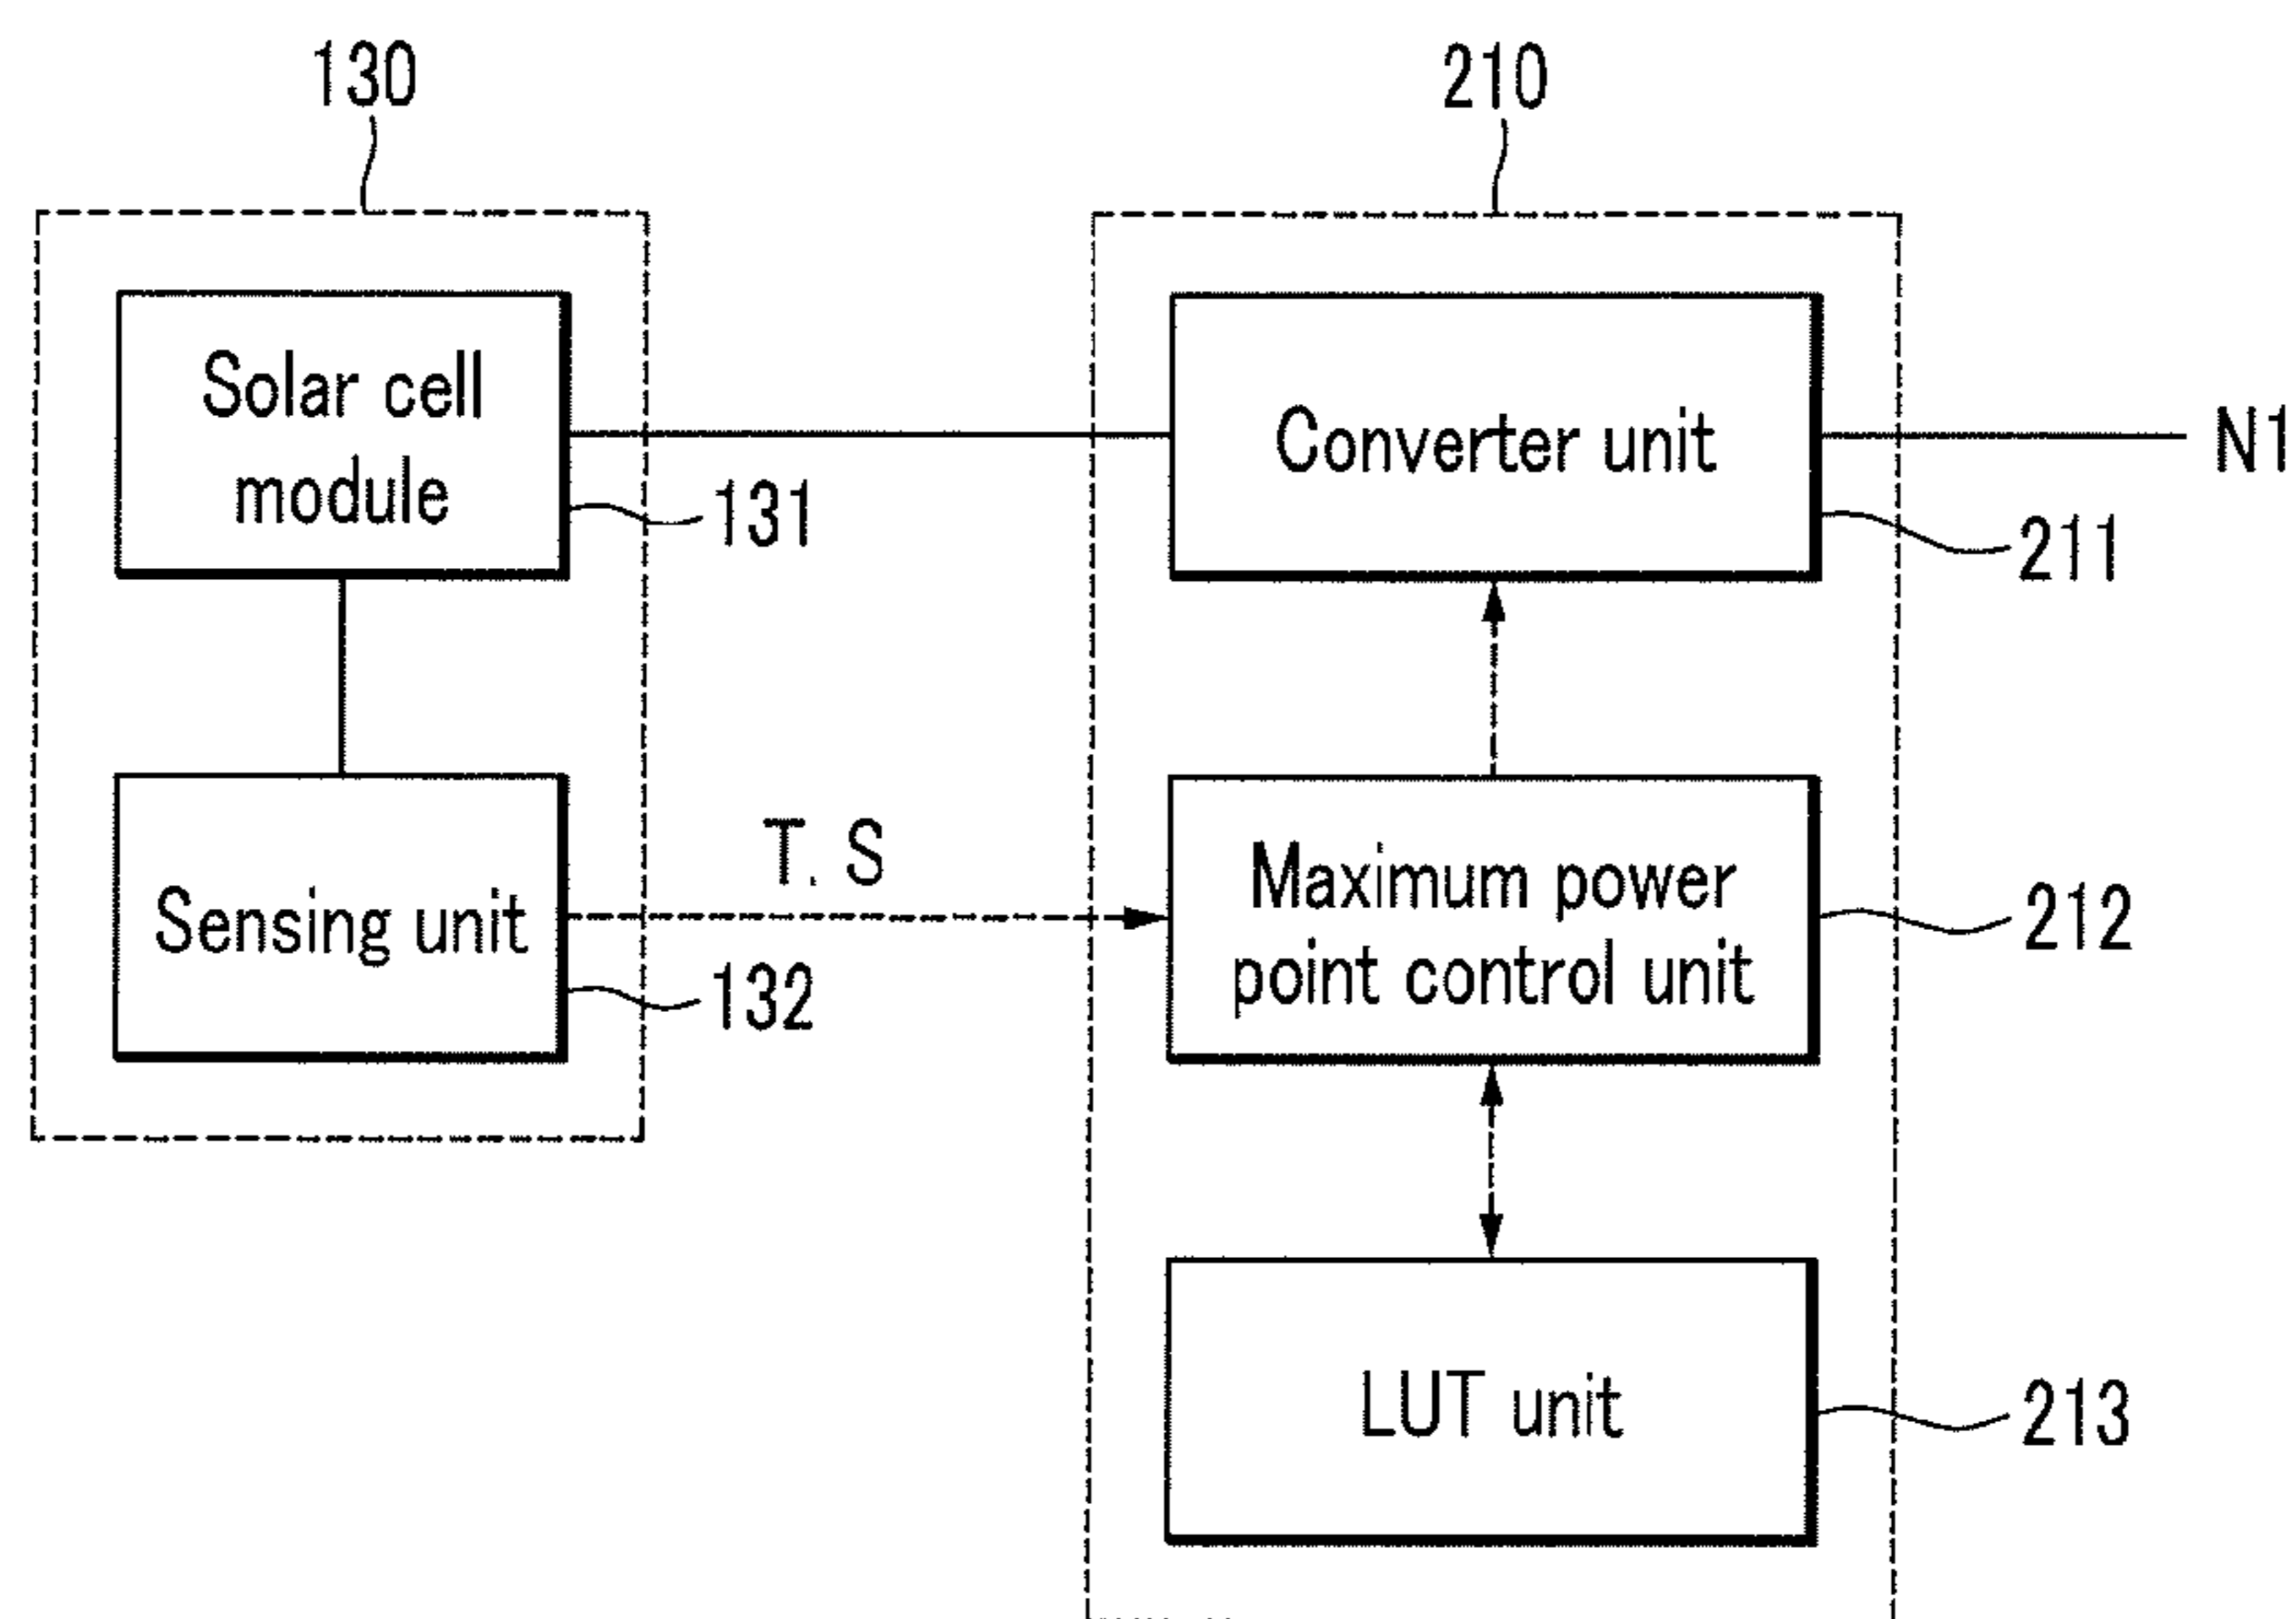 130
210
Solar cell
module
131
Converter unit
N1
211
T. S
Sensing unit
132
Maximum power
point control unit
212
LUT unit
213